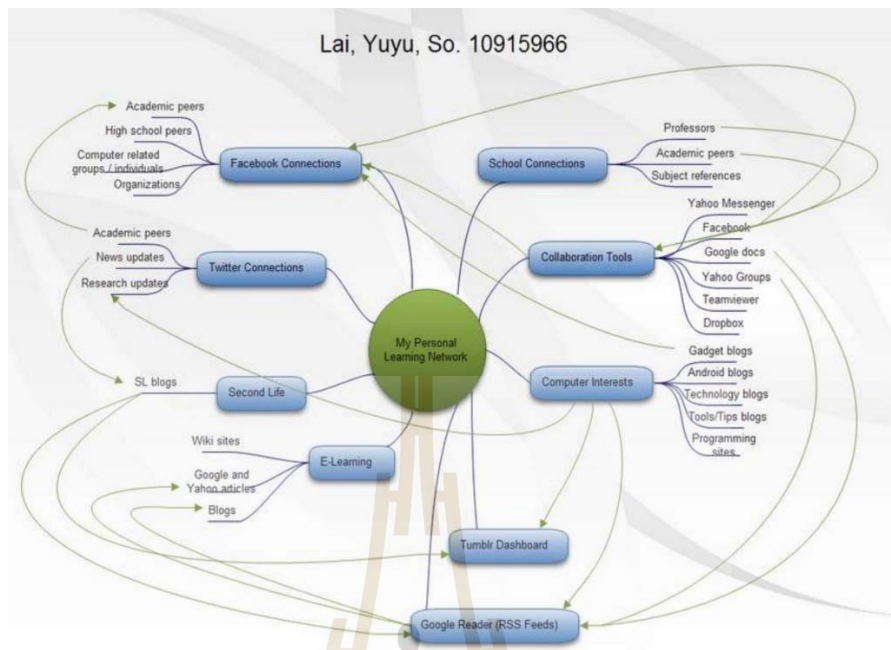 Lai, Yuyu, So. 10915966
Academic peers
High school peers
Computer related
groups / individuals
Organizations
Facebook Connections
School Connections
Professors
Academic peers
Subject references
Academic peers
News updates
Research updates
Twitter Connections
Collaboration Tools
Yahoo Messenger
Facebook
Google docs
Yahoo Groups
Teamviewer
Dropbox
My Personal
Learning Network
SL blogs
Second Life
Computer Interests
Gadget blogs
Android blogs
Technology blogs
Tools/Tips blogs
Programming
sites
Wiki sites
Google and
Yahoo articles
Blogs
E-Learning
Tumblr Dashboard
Google Reader (RSS Feeds)